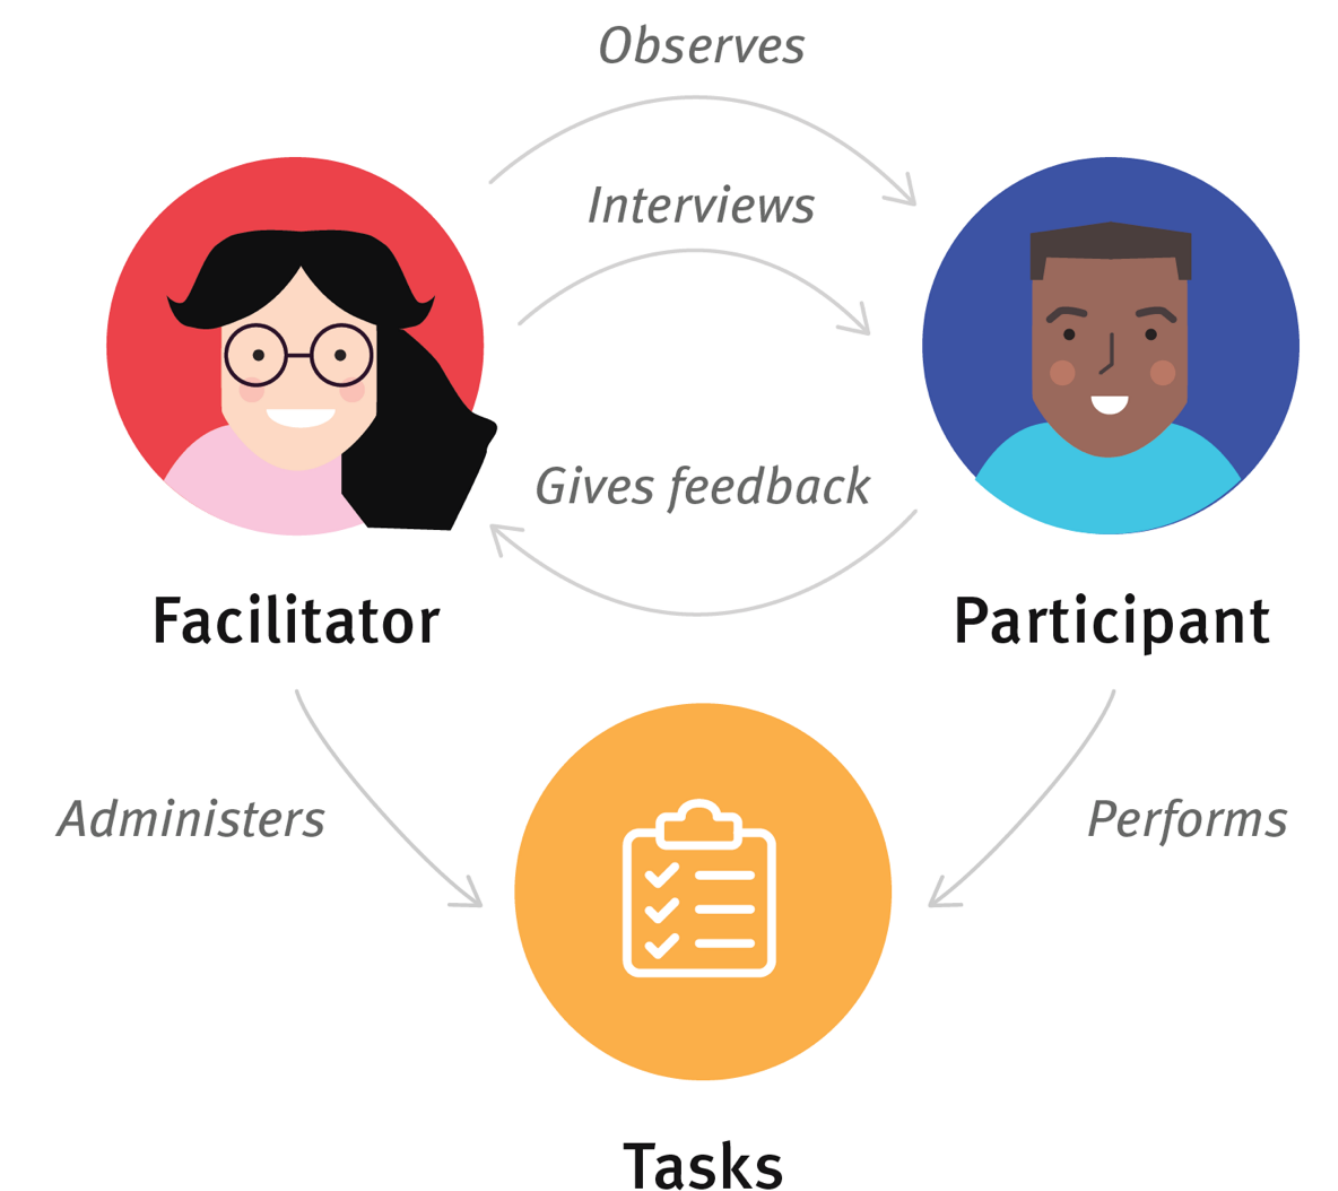 Observes
Interviews
Gives feedback
Facilitator
Participant
Administers
Performs
Tasks